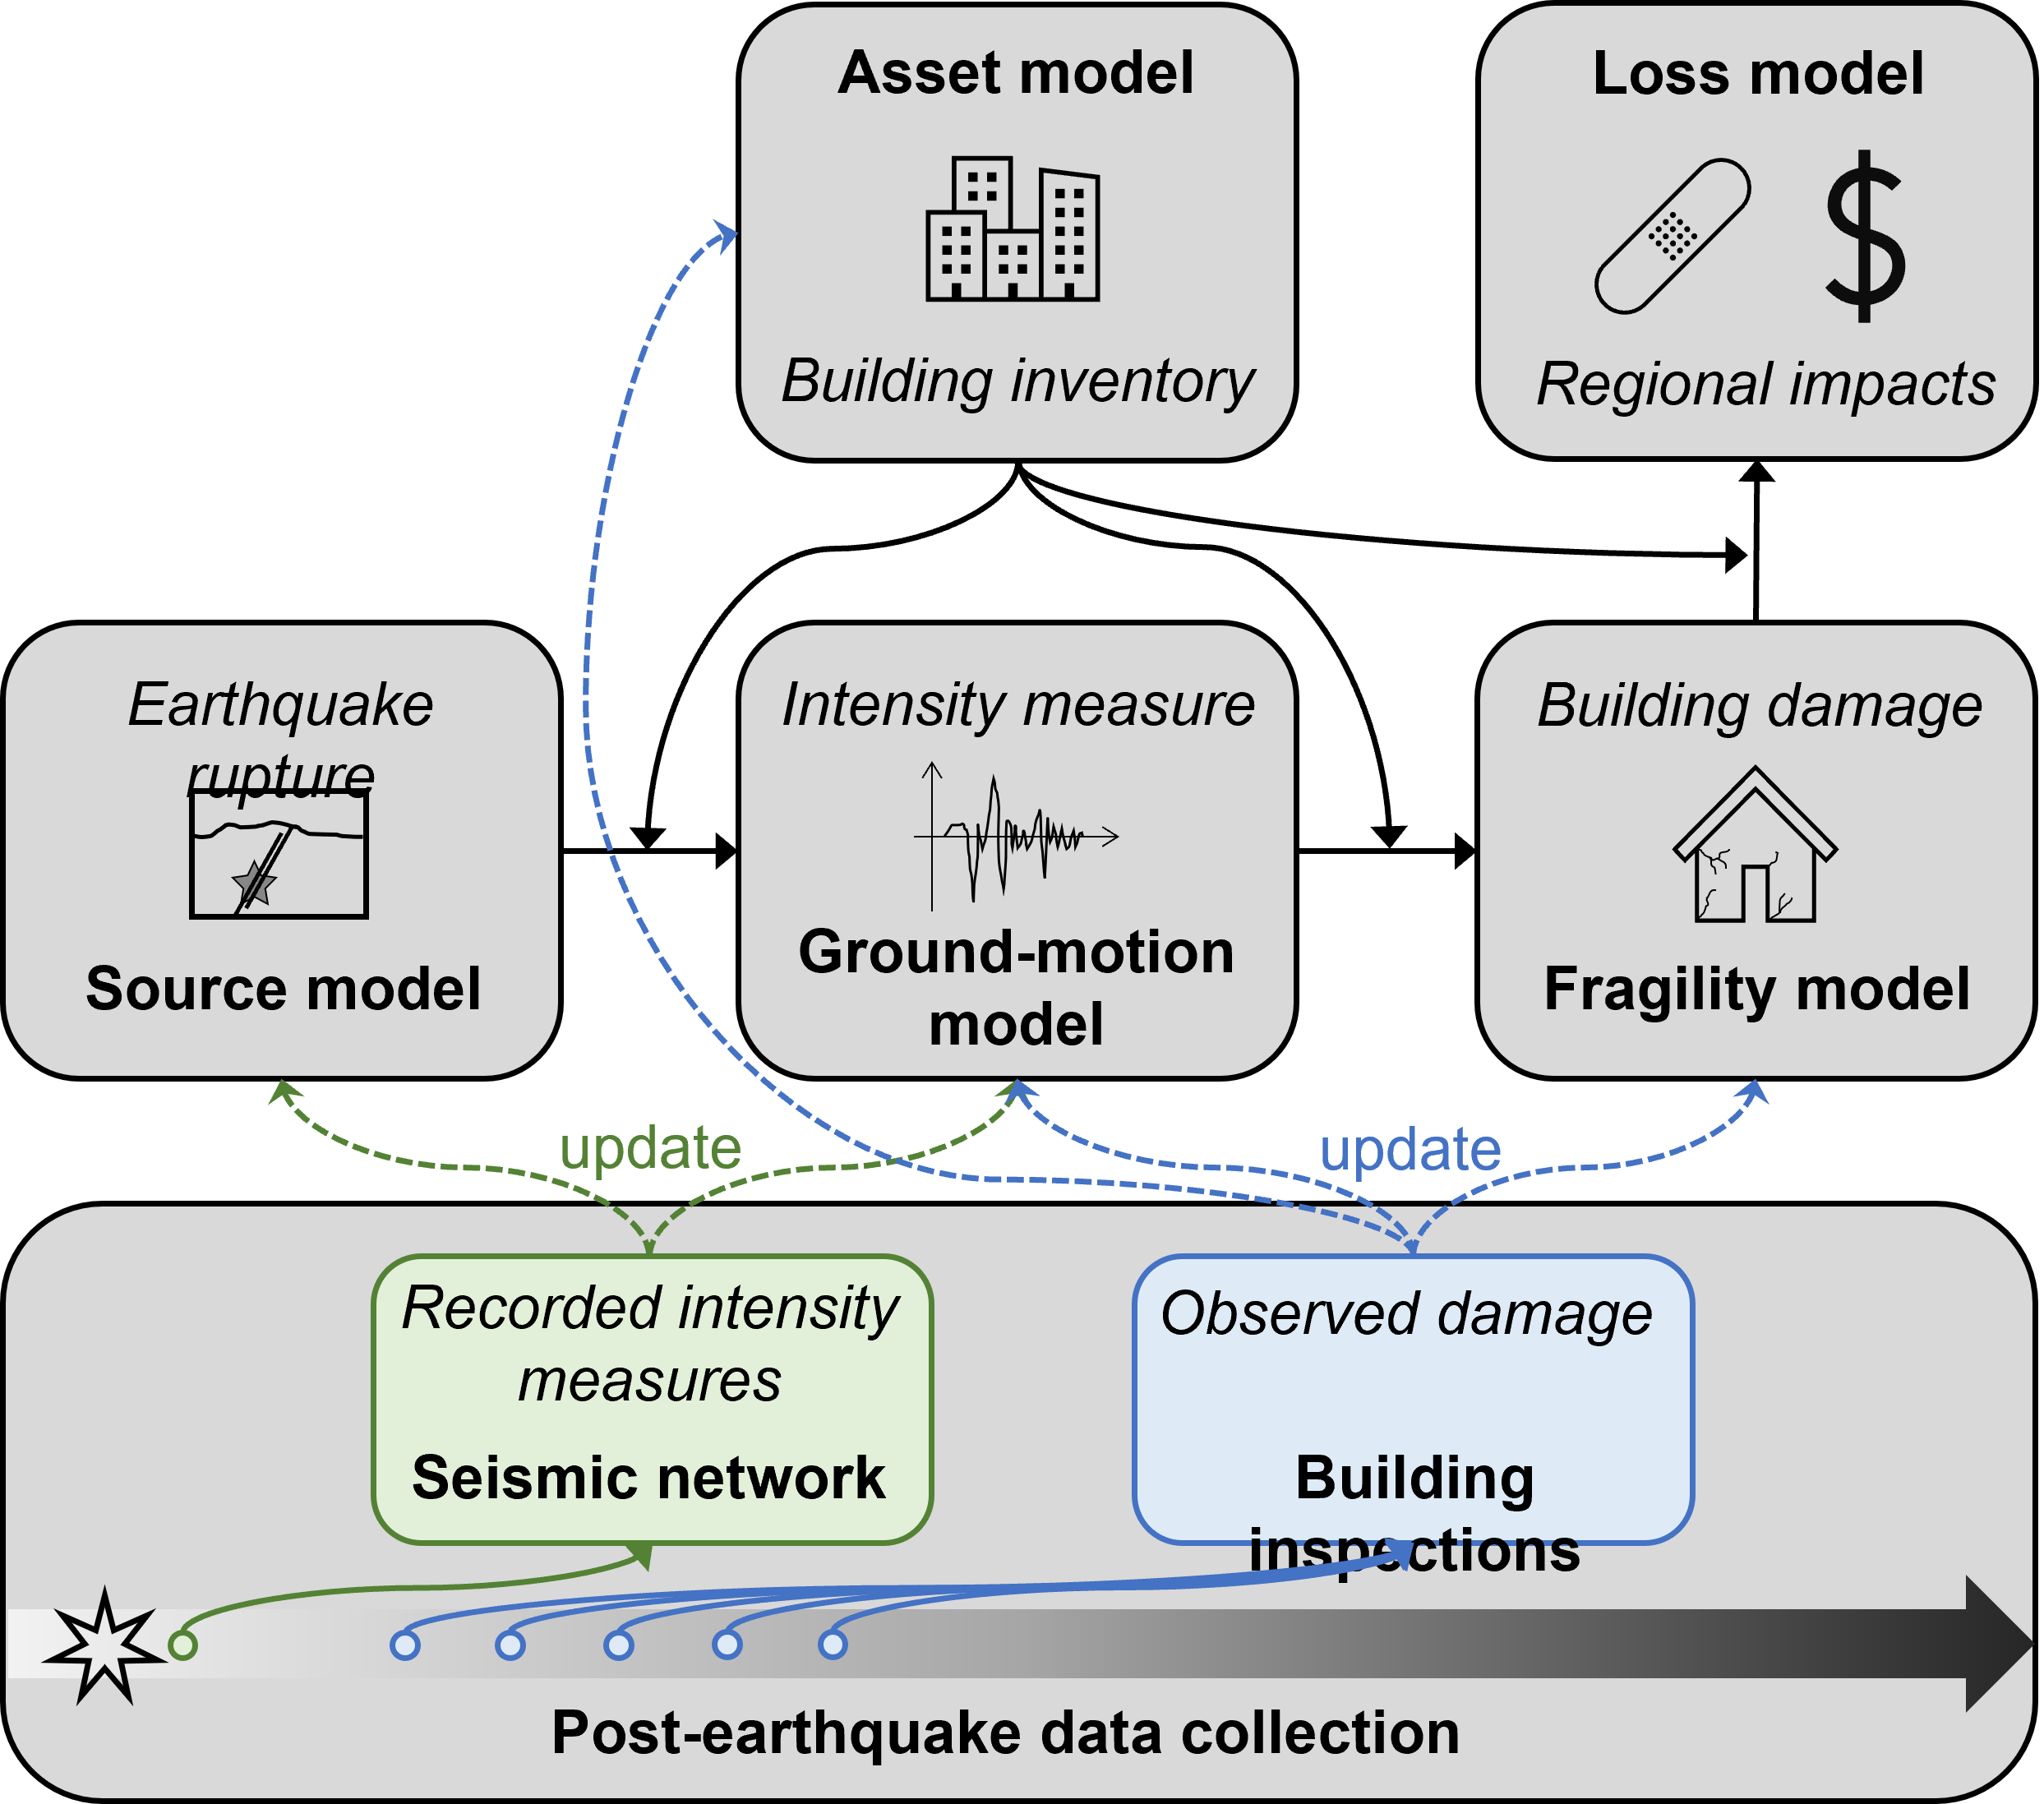 Asset model
Building inventory
Loss model
$
Regional impacts
Earthquake
rupture
Source model
Intensity measure
Ground-motion
model
Building damage
Fragility model
update
update
Recorded intensity
measures
Seismic network
Observed damage
Building
inspections
Post-earthquake data collection